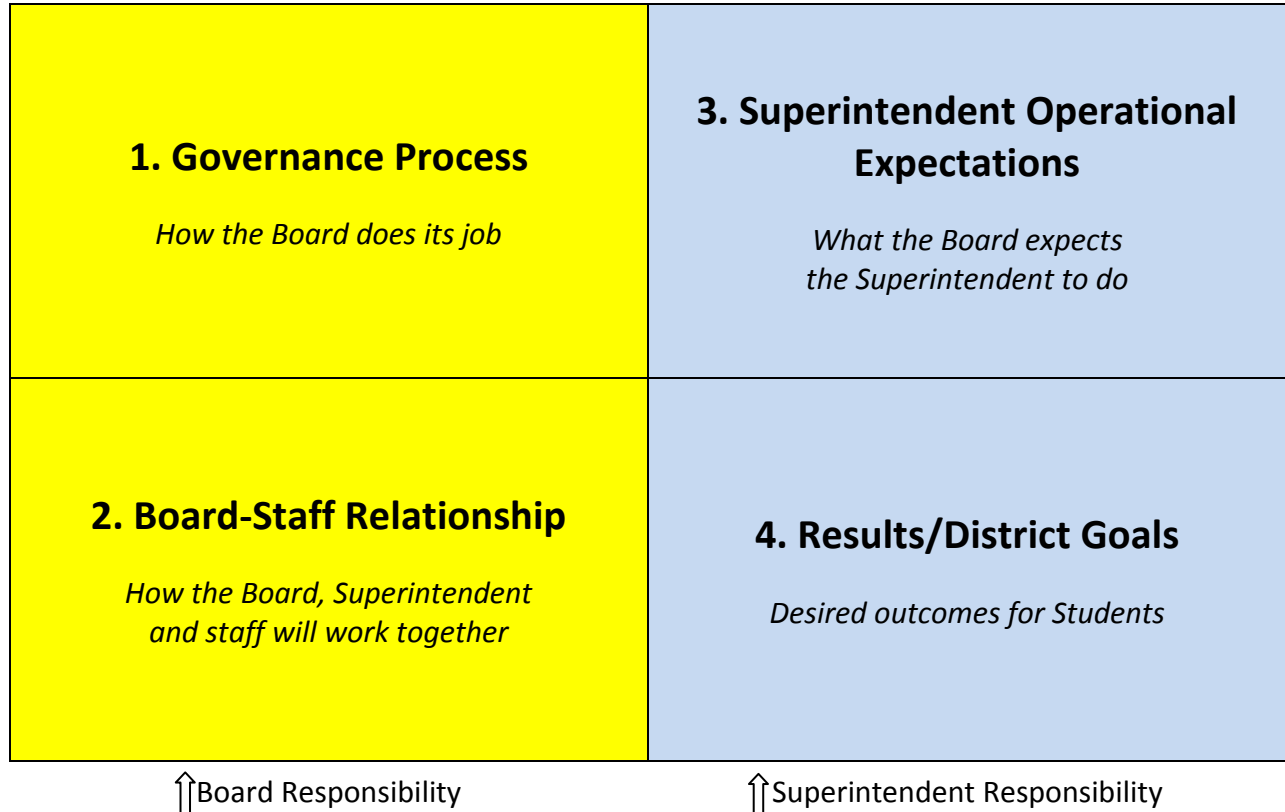 1. Governance Process
How the Board does its job
2. Board-Staff Relationship
How the Board, Superintendent
and staff will work together
3. Superintendent Operational
Expectations
What the Board expects
the Superintendent to do
4. Results/District Goals
Desired outcomes for Students
⇧Board Responsibility
⇧Superintendent Responsibility